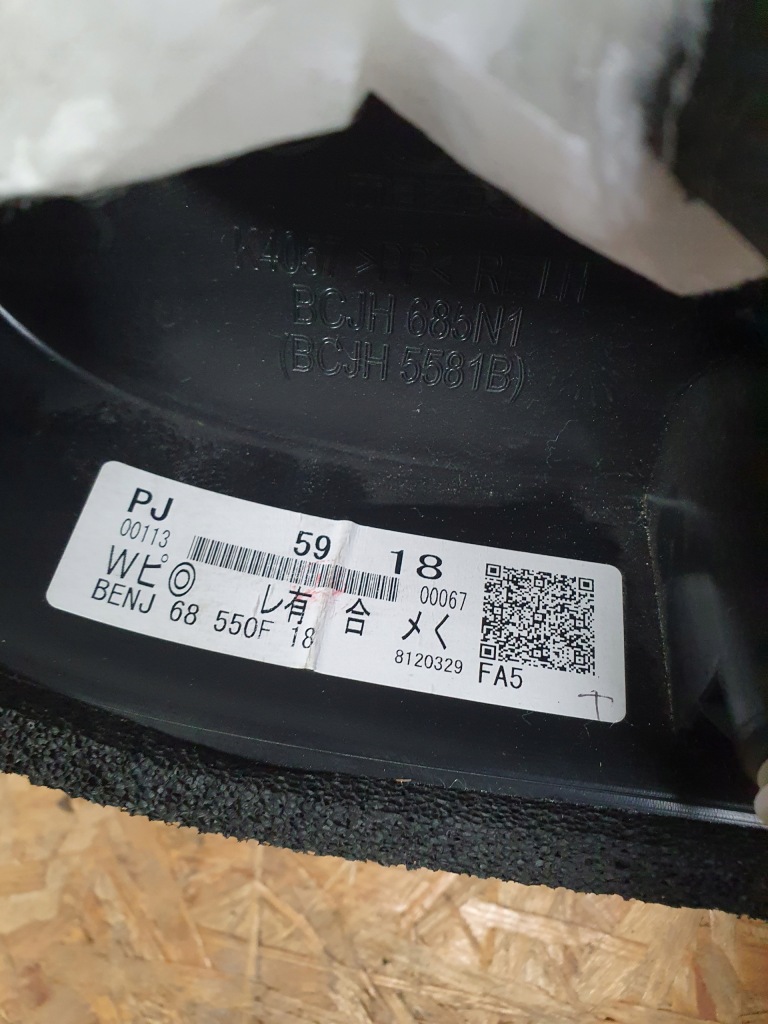 BCJH 685N1
(BCJH 5581B)
PJ 59 18
00113 00067
Wピ◎ レ有 合 メく
BENJ 68 550F 18 8120329 FA5